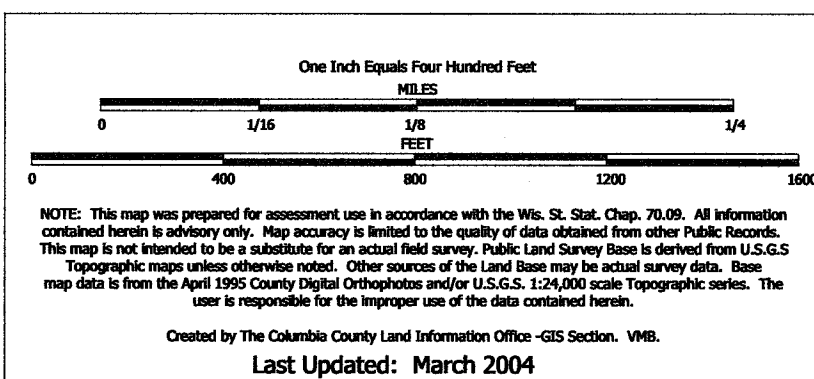 One Inch Equals Four Hundred Feet
MILES
0 1/16 1/8 1/4
FEET
0 400 800 1200 1600
NOTE: This map was prepared for assessment use in accordance with the Wis. St. Stat. Chap. 70.09. All information
contained herein is advisory only. Map accuracy is limited to the quality of data obtained from other Public Records.
This map is not intended to be a substitute for an actual field survey. Public Land Survey Base is derived from U.S.G.S
Topographic maps unless otherwise noted. Other sources of the Land Base may be actual survey data. Base
map data is from the April 1995 County Digital Orthophotos and/or U.S.G.S. 1:24,000 scale Topographic series. The
user is responsible for the improper use of the data contained herein.
Created by The Columbia County Land Information Office -GIS Section. VMB.
Last Updated: March 2004